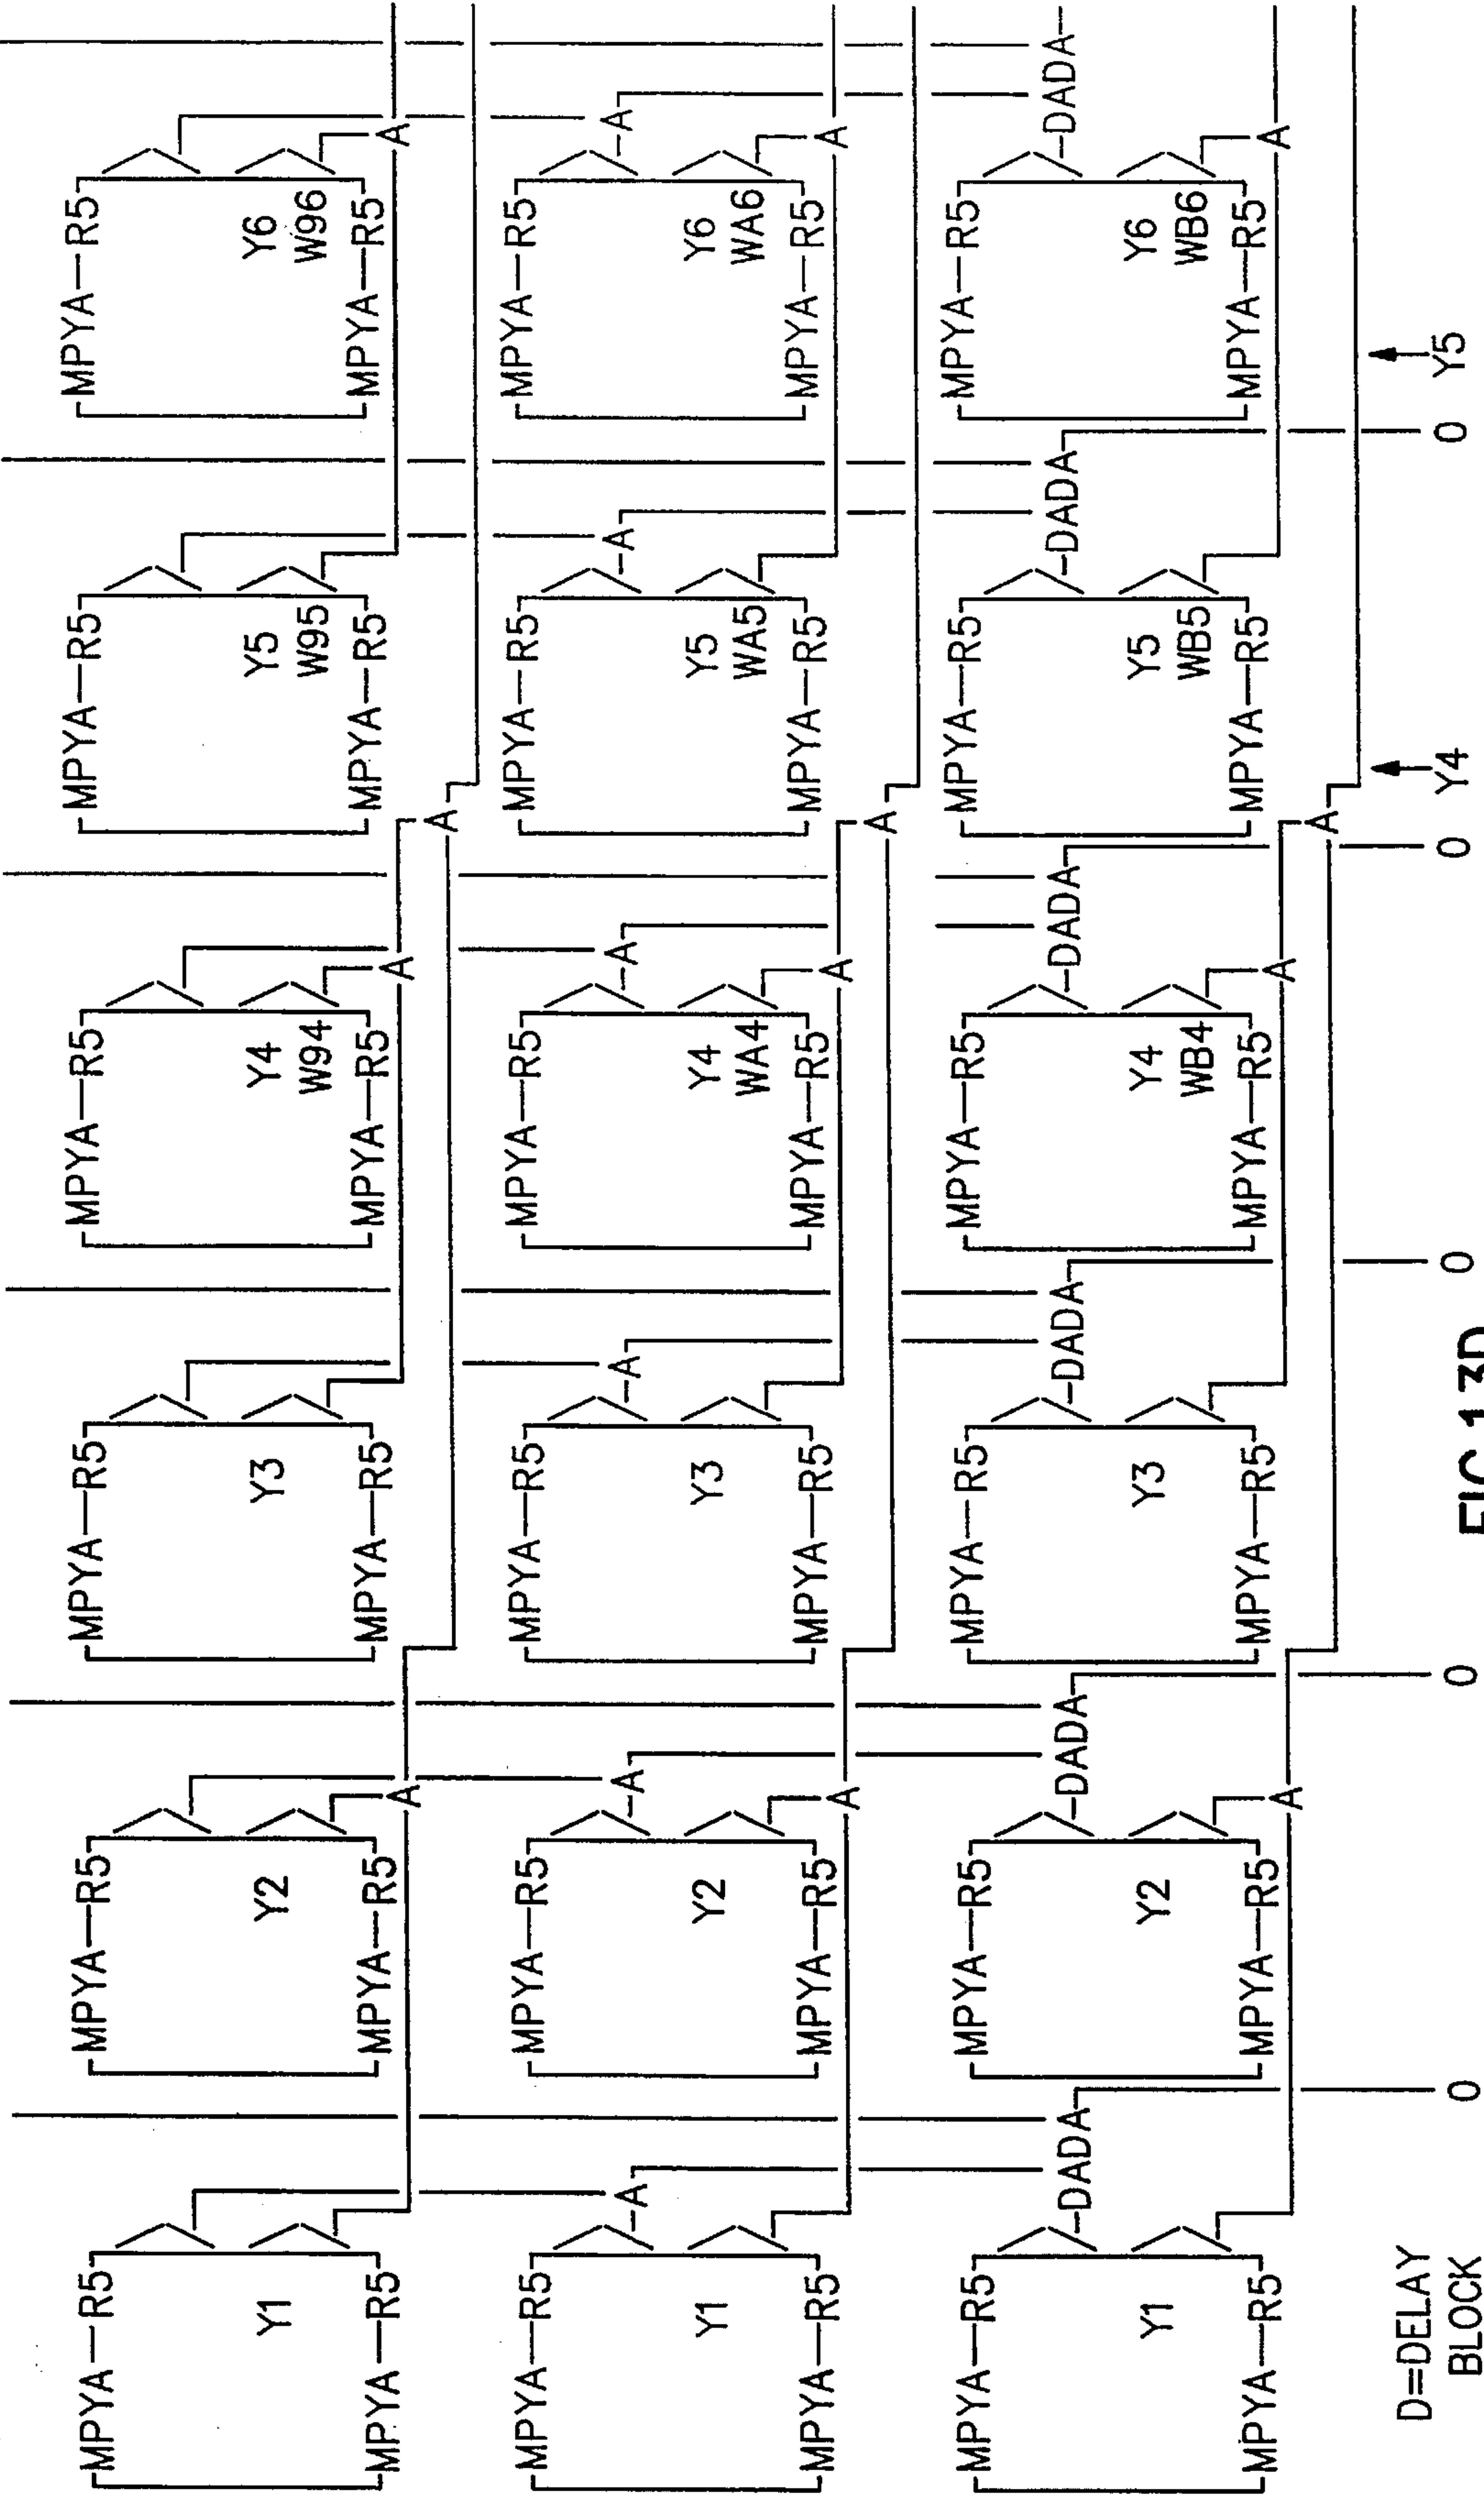 MPYA—R5 MPYA—R5 MPYA—R5 MPYA—R5 MPYA—R5 MPYA—R5
Y1 Y2 Y3 Y4 Y5 Y6
W94 W95 W96
MPYA—R5 MPYA—R5 MPYA—R5 MPYA—R5 MPYA—R5 MPYA—R5
A A A
A
MPYA—R5 MPYA—R5 MPYA—R5 MPYA—R5 MPYA—R5 MPYA—R5
A A A A A A
Y1 Y2 Y3 Y4 Y5 Y6
WA4 WA5 WA6
MPYA—R5 MPYA—R5 MPYA—R5 MPYA—R5 MPYA—R5 MPYA—R5
A A A
A
MPYA—R5 MPYA—R5 MPYA—R5 MPYA—R5 MPYA—R5 MPYA—R5
DADA DADA DADA DADA DADA DADA
Y1 Y2 Y3 Y4 Y5 Y6
WB4 WB5 WB6
MPYA—R5 MPYA—R5 MPYA—R5 MPYA—R5 MPYA—R5 MPYA—R5
A A A
A
D=DELAY
BLOCK 0 0 0 0 Y4 0 Y5
FIG.13D